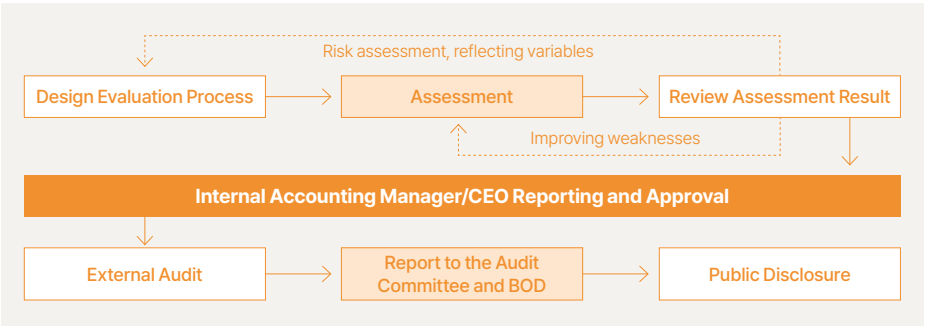 Risk assessment, reflecting variables
Design Evaluation Process
Assessment
Review Assessment Result
Improving weaknesses
Internal Accounting Manager/CEO Reporting and Approval
External Audit
Report to the Audit
Committee and BOD
Public Disclosure